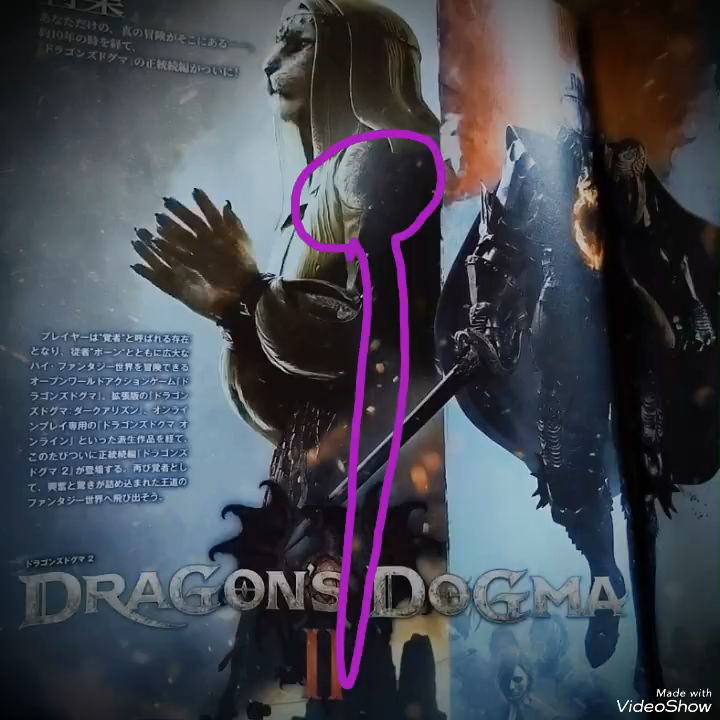 特集
あなただけの、真の冒険がそこにある――。
約10年の時を経て、
『ドラゴンズドグマ』の正統続編がついに!
プレイヤーは“覚者”と呼ばれる存在
となり、従者“ポーン”とともに広大な
ハイ・ファンタジー世界を冒険できる
オープンワールドアクションゲーム『ド
ラゴンズドグマ』、拡張版の『ドラゴン
ズドグマ:ダークアリズン』、オンライ
ンプレイ専用の『ドラゴンズドグマ オ
ンライン』といった派生作品を経て、
このたびついに正統続編『ドラゴンズ
ドグマ 2』が登場する。再び覚者とし
て、興奮と驚きが詰め込まれた王道の
ファンタジー世界へ飛び出そう。
ドラゴンズドグマ 2
DRAGON'S DOGMA
II
Made with
VideoShow